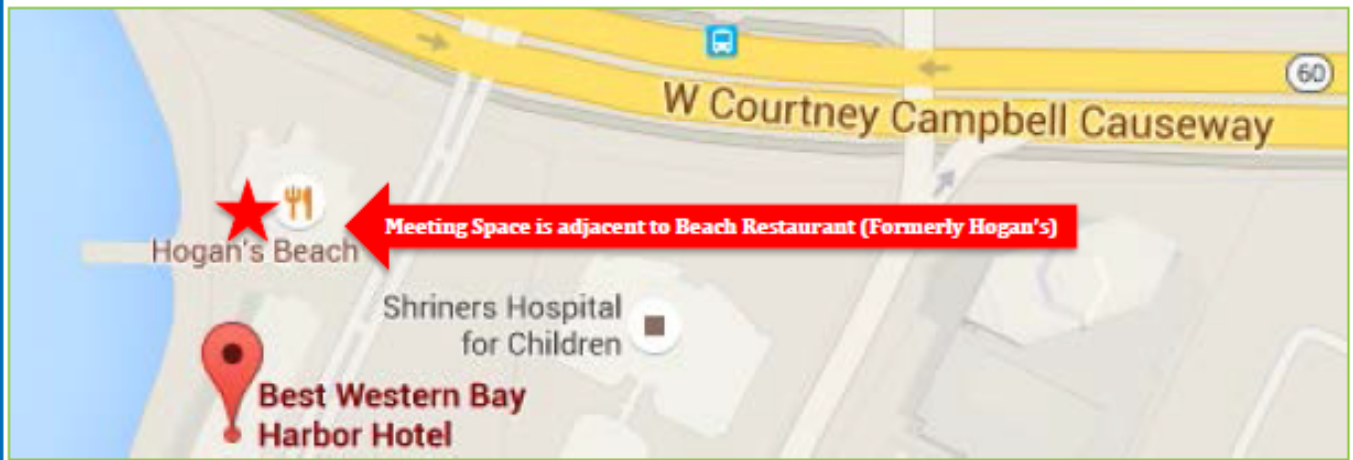 60
W Courtney Campbell Causeway
Meeting Space is adjacent to Beach Restaurant (Formerly Hogan's)
Hogan's Beach
Shriners Hospital
for Children
Best Western Bay
Harbor Hotel